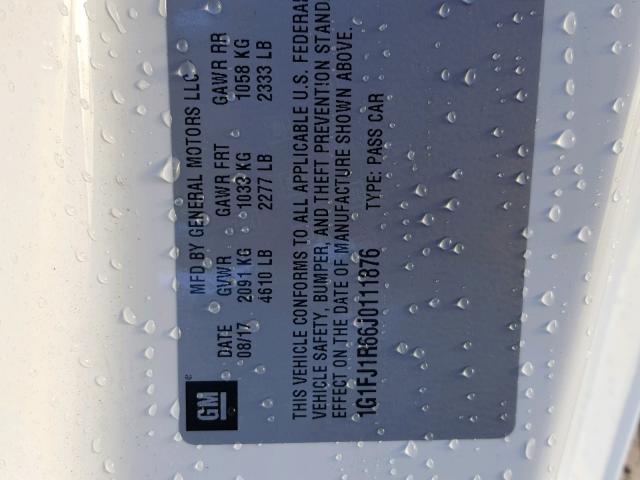 GM
MFD BY GENERAL MOTORS LLC
DATE GVWR GAWR FRT GAWR RR
08/17 2091 KG 1033 KG 1058 KG
4610 LB 2277 LB 2333 LB
THIS VEHICLE CONFORMS TO ALL APPLICABLE U.S. FEDERA
VEHICLE SAFETY, BUMPER, AND THEFT PREVENTION STAND
EFFECT ON THE DATE OF MANUFACTURE SHOWN ABOVE.
1G1FJ1R66J0111876 TYPE: PASS CAR